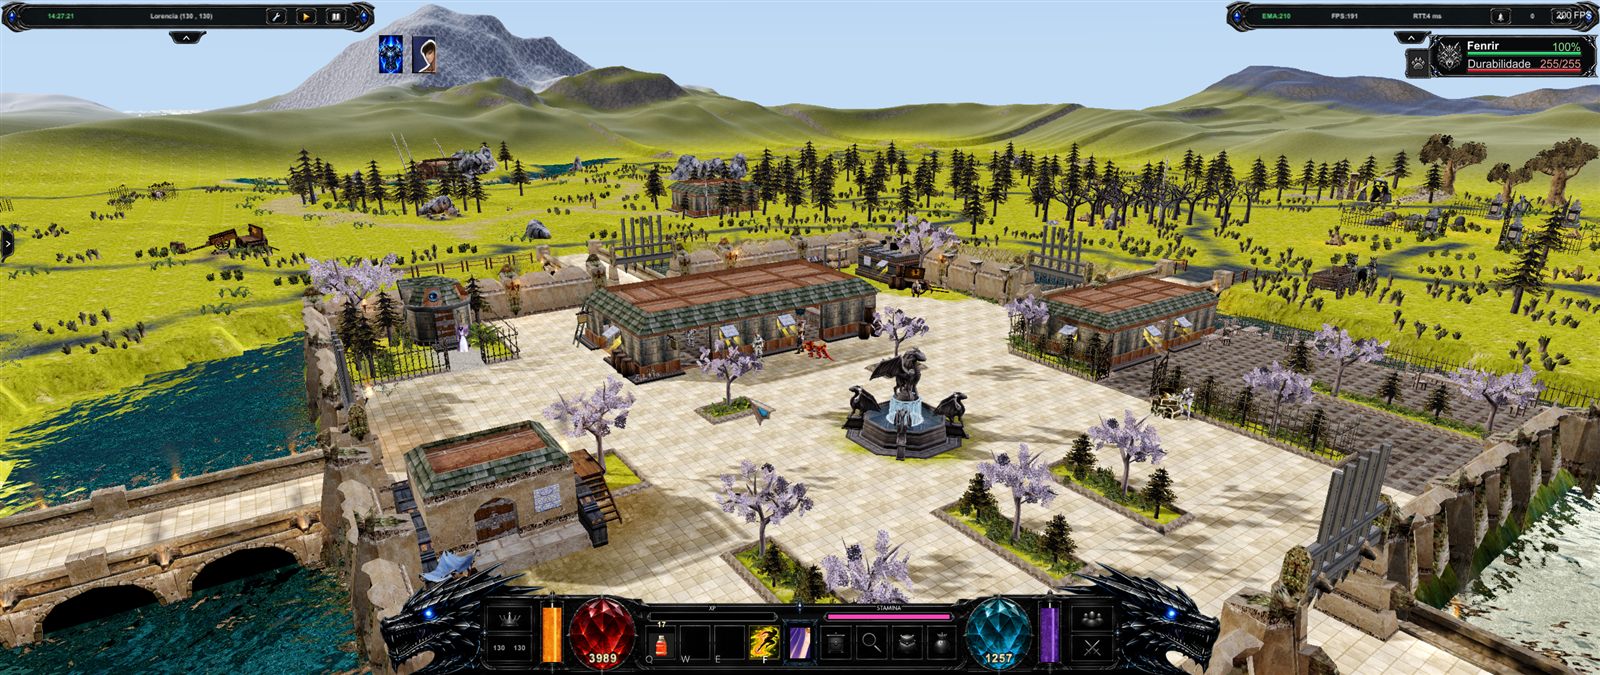 14:27:21
Lorencia (130 , 130)
EMA:210
FPS:191
RTT:4 ms
0
200 FPS
Fenrir
100%
Durabilidade 255/255
XP
STAMINA
17
130 130
3989
Q W E F
1257